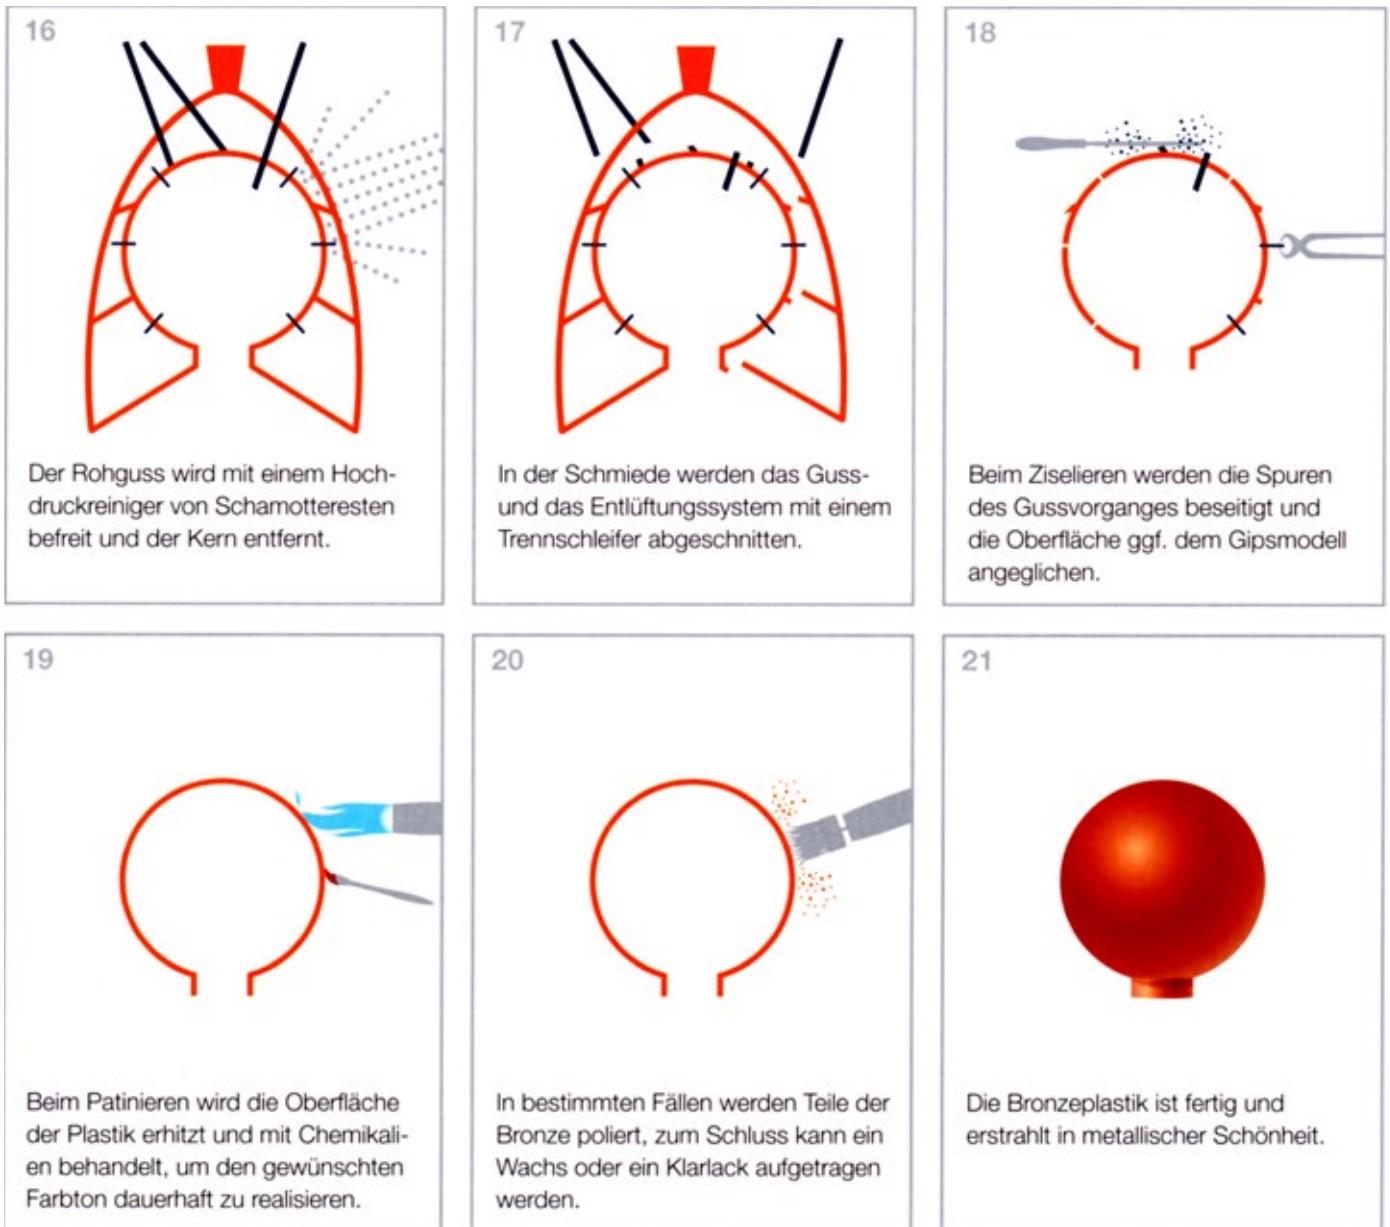 16
Der Rohguss wird mit einem Hoch-
druckreiniger von Schamotteresten
befreit und der Kern entfernt.
17
In der Schmiede werden das Guss-
und das Entlüftungssystem mit einem
Trennschleifer abgeschnitten.
18
Beim Ziselieren werden die Spuren
des Gussvorganges beseitigt und
die Oberfläche ggf. dem Gipsmodell
angeglichen.
19
Beim Patinieren wird die Oberfläche
der Plastik erhitzt und mit Chemikali-
en behandelt, um den gewünschten
Farbton dauerhaft zu realisieren.
20
In bestimmten Fällen werden Teile der
Bronze poliert, zum Schluss kann ein
Wachs oder ein Klarlack aufgetragen
werden.
21
Die Bronzeplastik ist fertig und
erstrahlt in metallischer Schönheit.